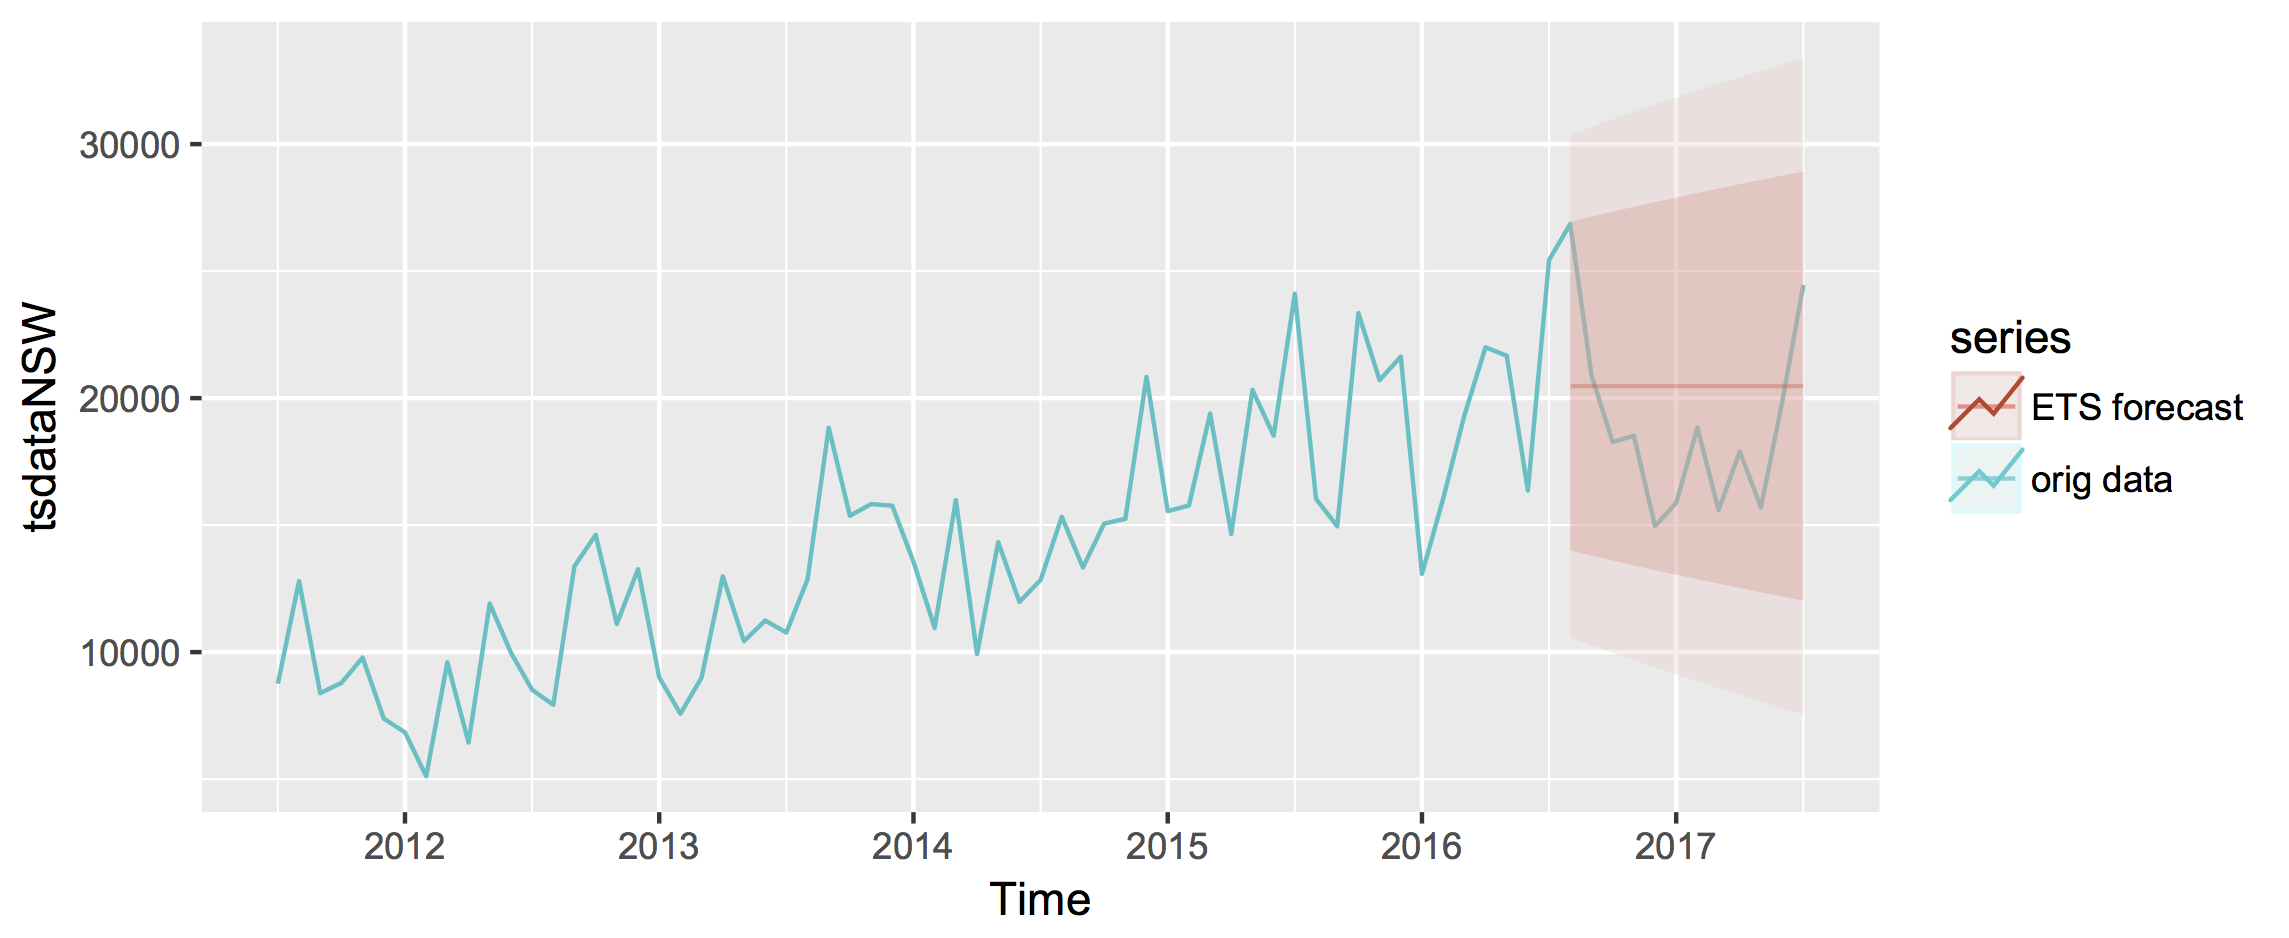 tsdataNSW
30000
20000
10000
2012 2013 2014 2015 2016 2017
Time
series
ETS forecast
orig data